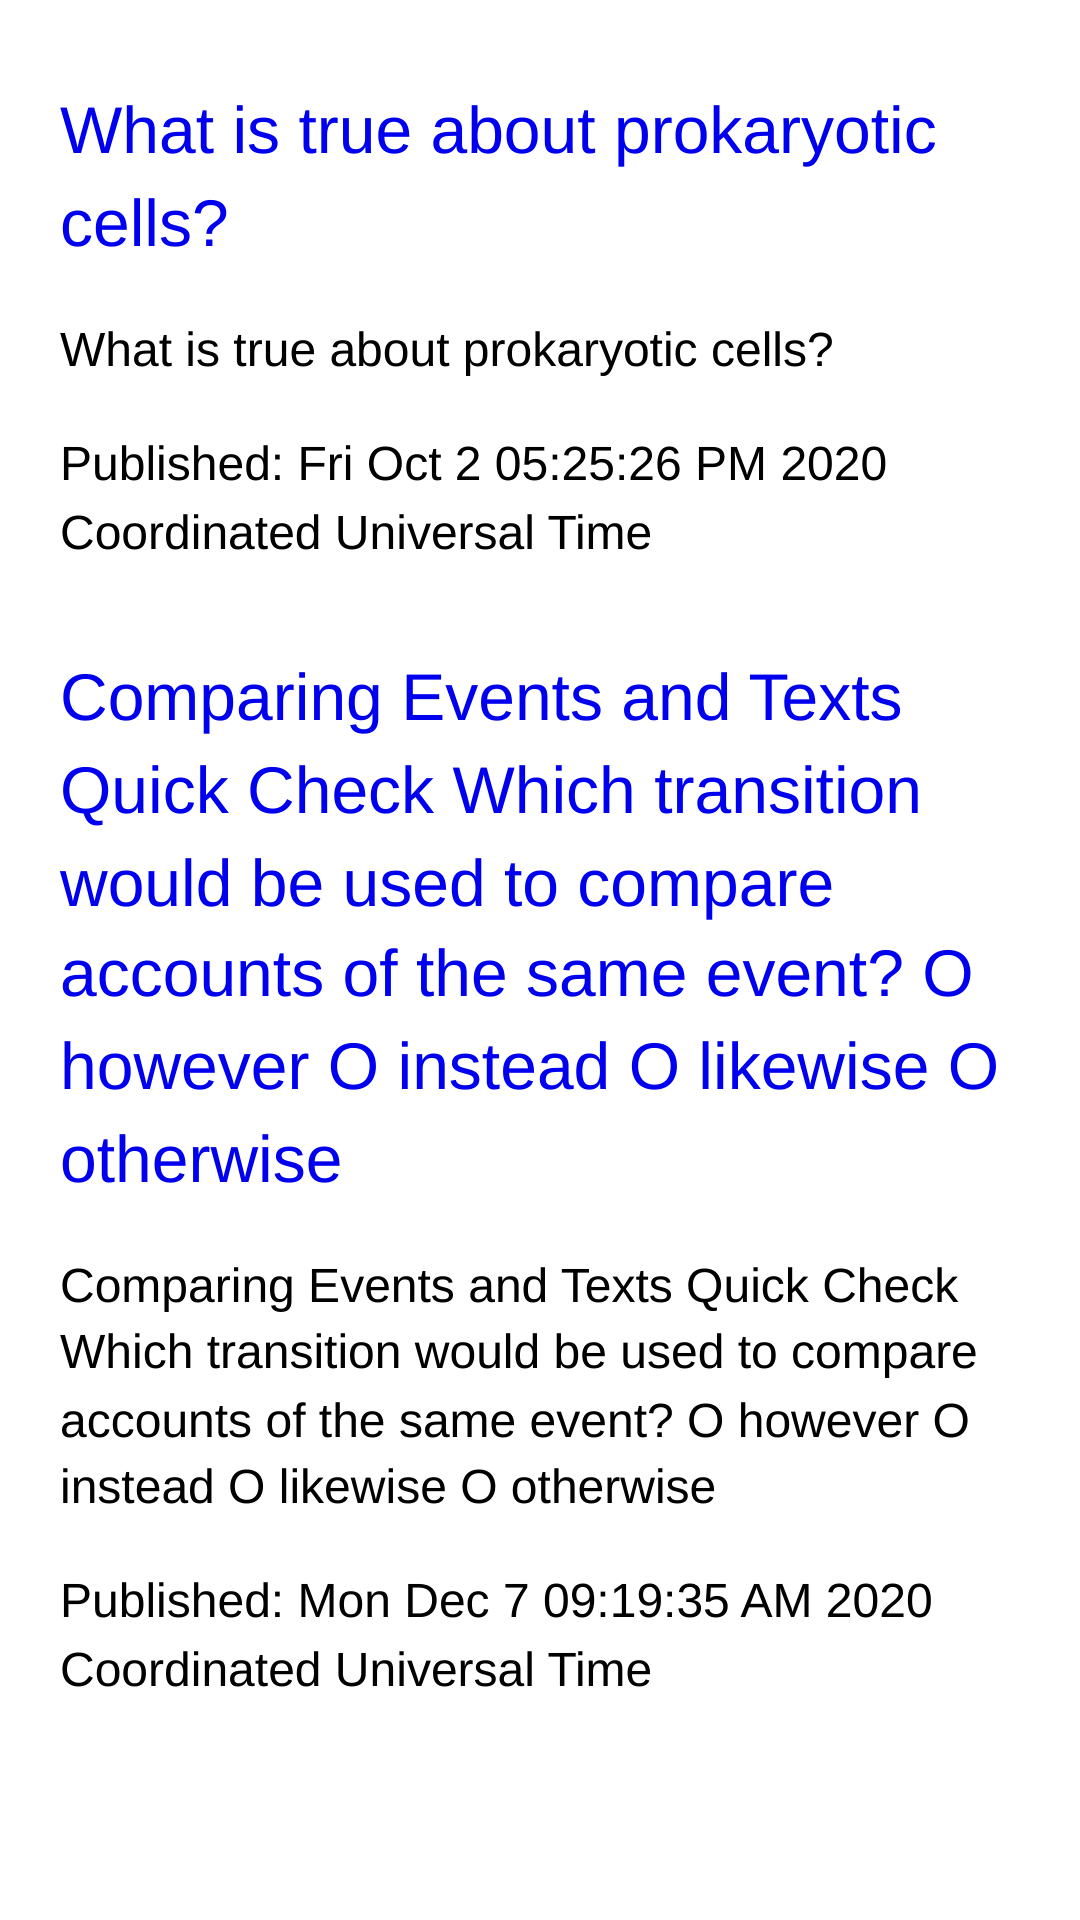 What is true about prokaryotic
cells?
What is true about prokaryotic cells?
Published: Fri Oct 2 05:25:26 PM 2020
Coordinated Universal Time
Comparing Events and Texts
Quick Check Which transition
would be used to compare
accounts of the same event? O
however O instead O likewise O
otherwise
Comparing Events and Texts Quick Check
Which transition would be used to compare
accounts of the same event? O however O
instead O likewise O otherwise
Published: Mon Dec 7 09:19:35 AM 2020
Coordinated Universal Time